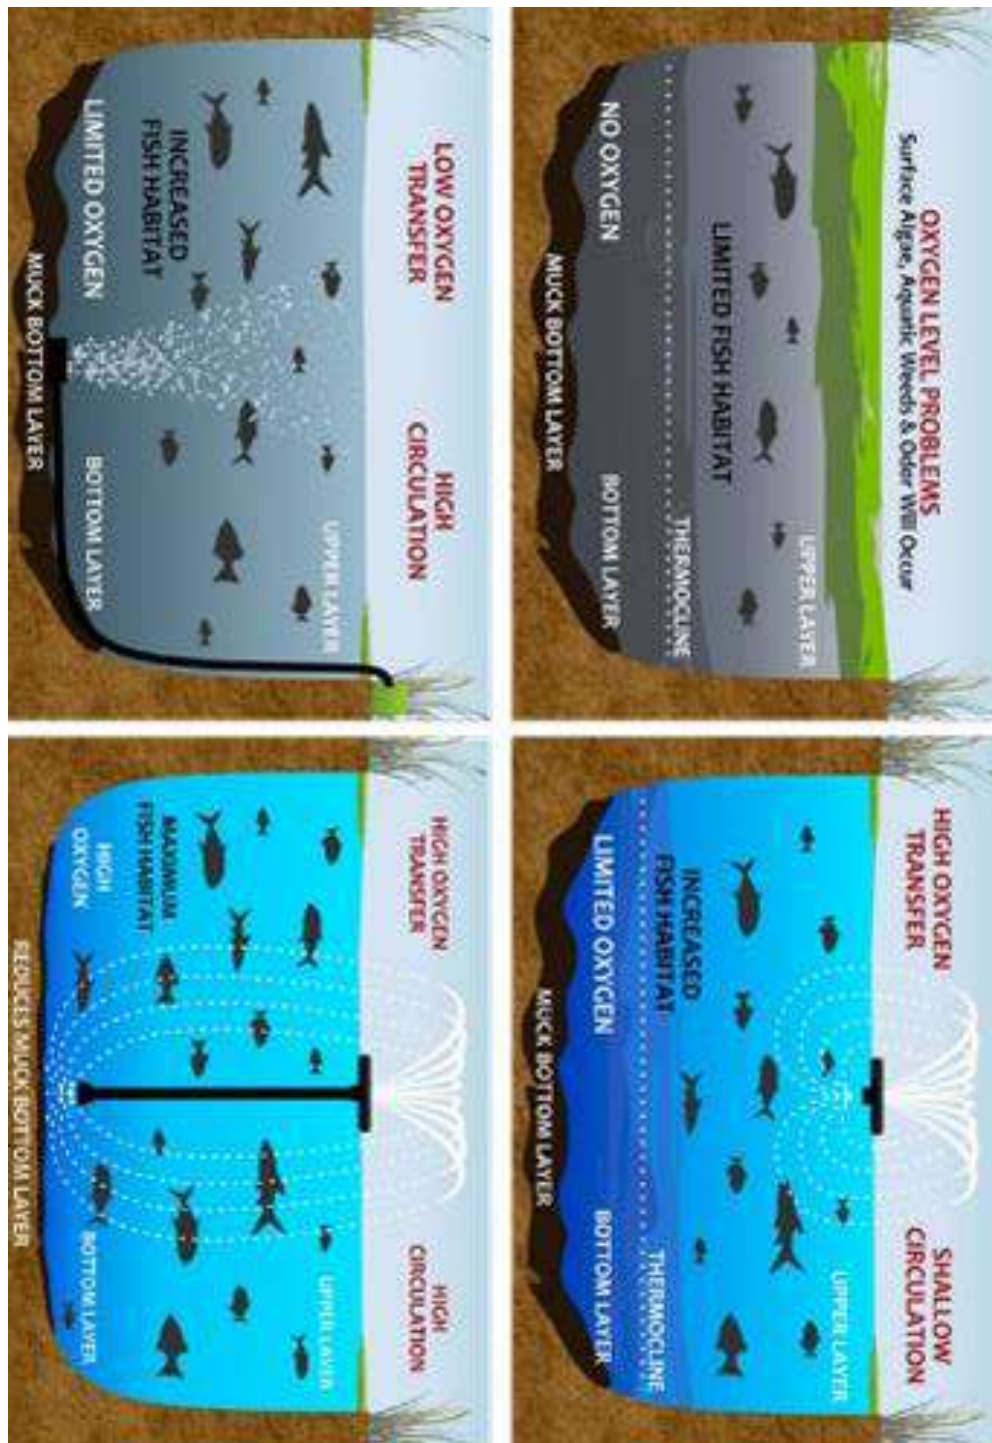 OXYGEN LEVEL PROBLEMS
Surface Algae, Aquatic Weeds & Oder Will Occur
UPPER LAYER
LIMITED FISH HABITAT
THERMOCLINE
NO OXYGEN
BOTTOM LAYER
MUCK BOTTOM LAYER
HIGH OXYGEN
TRANSFER
SHALLOW
CIRCULATION
UPPER LAYER
INCREASED
FISH HABITAT
THERMOCLINE
LIMITED OXYGEN
BOTTOM LAYER
MUCK BOTTOM LAYER
LOW OXYGEN
TRANSFER
HIGH
CIRCULATION
UPPER LAYER
INCREASED
FISH HABITAT
LIMITED OXYGEN
BOTTOM LAYER
MUCK BOTTOM LAYER
HIGH OXYGEN
TRANSFER
HIGH
CIRCULATION
UPPER LAYER
MAXIMUM
FISH HABITAT
HIGH
OXYGEN
BOTTOM LAYER
REDUCES MUCK BOTTOM LAYER